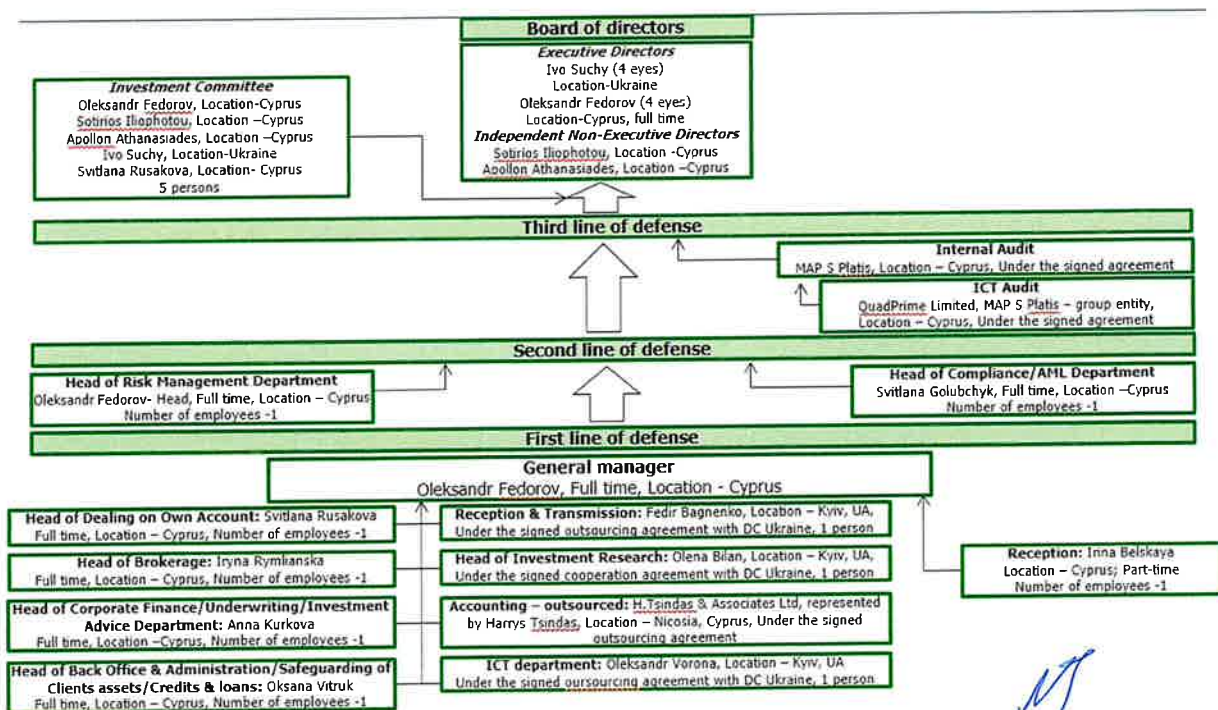 Board of directors
Executive Directors
Ivo Suchy (4 eyes)
Location-Ukraine
Oleksandr Fedorov (4 eyes)
Location-Cyprus, full time
Independent Non-Executive Directors
Sotirios Iliophotou, Location -Cyprus
Apollon Athanasiades, Location –Cyprus
Investment Committee
Oleksandr Fedorov, Location-Cyprus
Sotirios Iliophotou, Location –Cyprus
Apollon Athanasiades, Location –Cyprus
Ivo Suchy, Location-Ukraine
Svitlana Rusakova, Location- Cyprus
5 persons
Third line of defense
Internal Audit
MAP S Platis, Location – Cyprus, Under the signed agreement
ICT Audit
QuadPrime Limited, MAP S Platis – group entity,
Location – Cyprus, Under the signed agreement
Second line of defense
Head of Risk Management Department
Oleksandr Fedorov- Head, Full time, Location – Cyprus
Number of employees -1
Head of Compliance/AML Department
Svitlana Golubchyk, Full time, Location –Cyprus
Number of employees -1
First line of defense
General manager
Oleksandr Fedorov, Full time, Location - Cyprus
Head of Dealing on Own Account: Svitlana Rusakova
Full time, Location – Cyprus, Number of employees -1
Head of Brokerage: Iryna Rymlianska
Full time, Location – Cyprus, Number of employees -1
Head of Corporate Finance/Underwriting/Investment
Advice Department: Anna Kurkova
Full time, Location –Cyprus, Number of employees -1
Head of Back Office & Administration/Safeguarding of
Clients assets/Credits & loans: Oksana Vitruk
Full time, Location – Cyprus, Number of employees -1
Reception & Transmission: Fedir Bagnenko, Location – Kyiv, UA,
Under the signed outsourcing agreement with DC Ukraine, 1 person
Head of Investment Research: Olena Bilan, Location – Kyiv, UA,
Under the signed cooperation agreement with DC Ukraine, 1 person
Accounting – outsourced: H.Tsindas & Associates Ltd, represented
by Harrys Tsindas, Location – Nicosia, Cyprus, Under the signed
outsourcing agreement
ICT department: Oleksandr Vorona, Location – Kyiv, UA
Under the signed oursourcing agreement with DC Ukraine, 1 person
Reception: Inna Belskaya
Location – Cyprus; Part-time
Number of employees -1